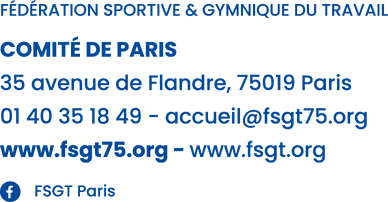 FÉDÉRATION SPORTIVE & GYMNIQUE DU TRAVAIL
COMITÉ DE PARIS
35 avenue de Flandre, 75019 Paris
01 40 35 18 49 - accueil@fsgt75.org
www.fsgt75.org - www.fsgt.org
FSGT Paris